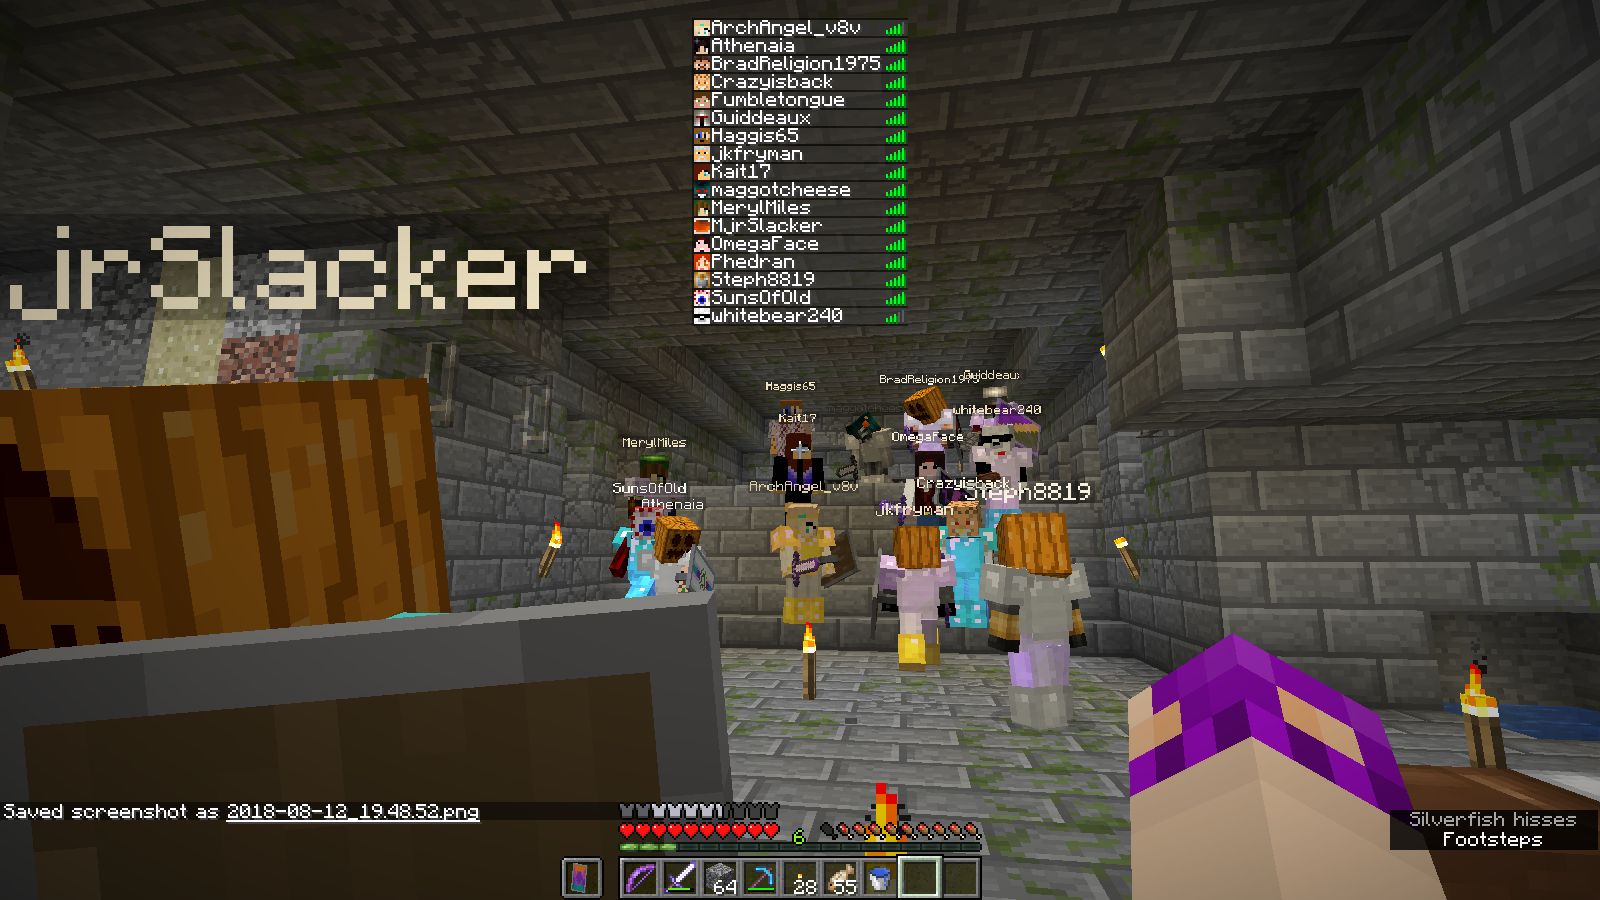 ArchAngel_v8v
Athenaia
BradReligion1975
Crazyisback
Fumbletongue
Guiddeaux
Haggis65
jkfryman
Kait17
maggotcheese
MerylMiles
MjrSlacker
OmegaFace
Phedran
Steph8819
SunsOfOld
whitebear240
jrSlacker
Haggis65
BradReligion1975
Guiddeaux
maggotcheese
Kait17
whitebear240
MerylMiles
OmegaFace
SunsOfOld
ArchAngel_v8v
Crazyisback
Steph8819
Athenaia
jkfryman
Saved screenshot as 2018-08-12_19.48.52.png
Silverfish hisses
Footsteps
6
64
28
55